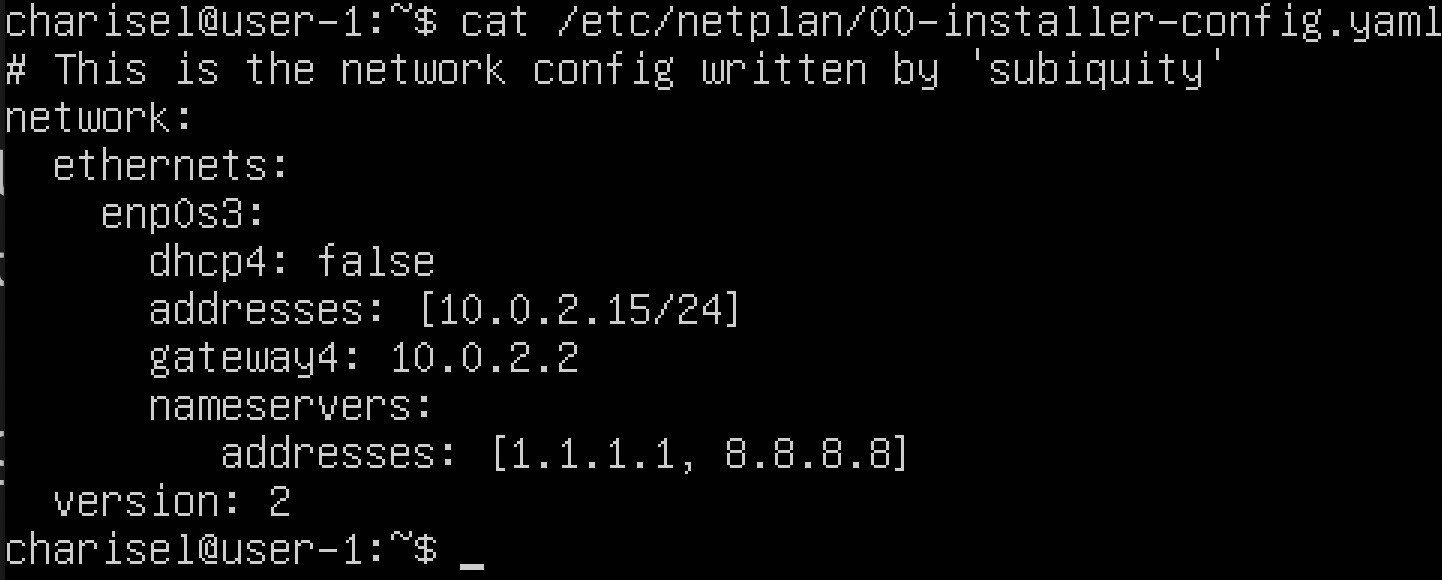 charisel@user-1:~$ cat /etc/netplan/00-installer-config.yaml
# This is the network config written by 'subiquity'
network:
  ethernets:
    enp0s3:
      dhcp4: false
      addresses: [10.0.2.15/24]
      gateway4: 10.0.2.2
      nameservers:
         addresses: [1.1.1.1, 8.8.8.8]
  version: 2
charisel@user-1:~$ _